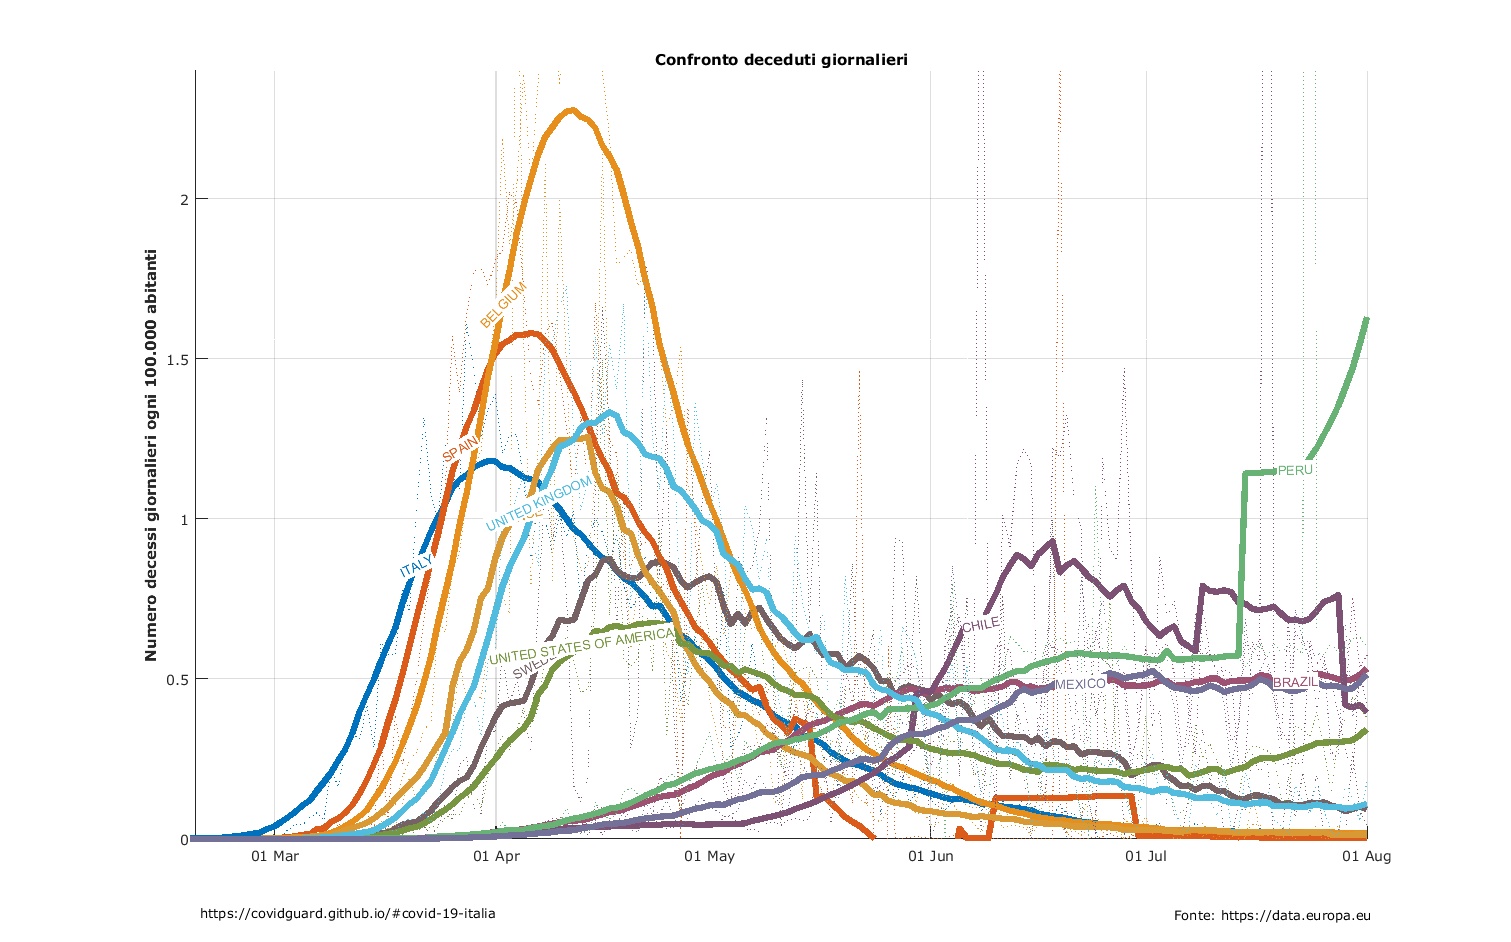 Confronto deceduti giornalieri
Numero decessi giornalieri ogni 100.000 abitanti
2
1.5
1
0.5
0
BELGIUM
SPAIN
ITALY
UNITED KINGDOM
UNITED STATES OF AMERICA
PERU
CHILE
MEXICO
BRAZIL
01 Mar
01 Apr
01 May
01 Jun
01 Jul
01 Aug
https://covidguard.github.io/#covid-19-italia
Fonte: https://data.europa.eu